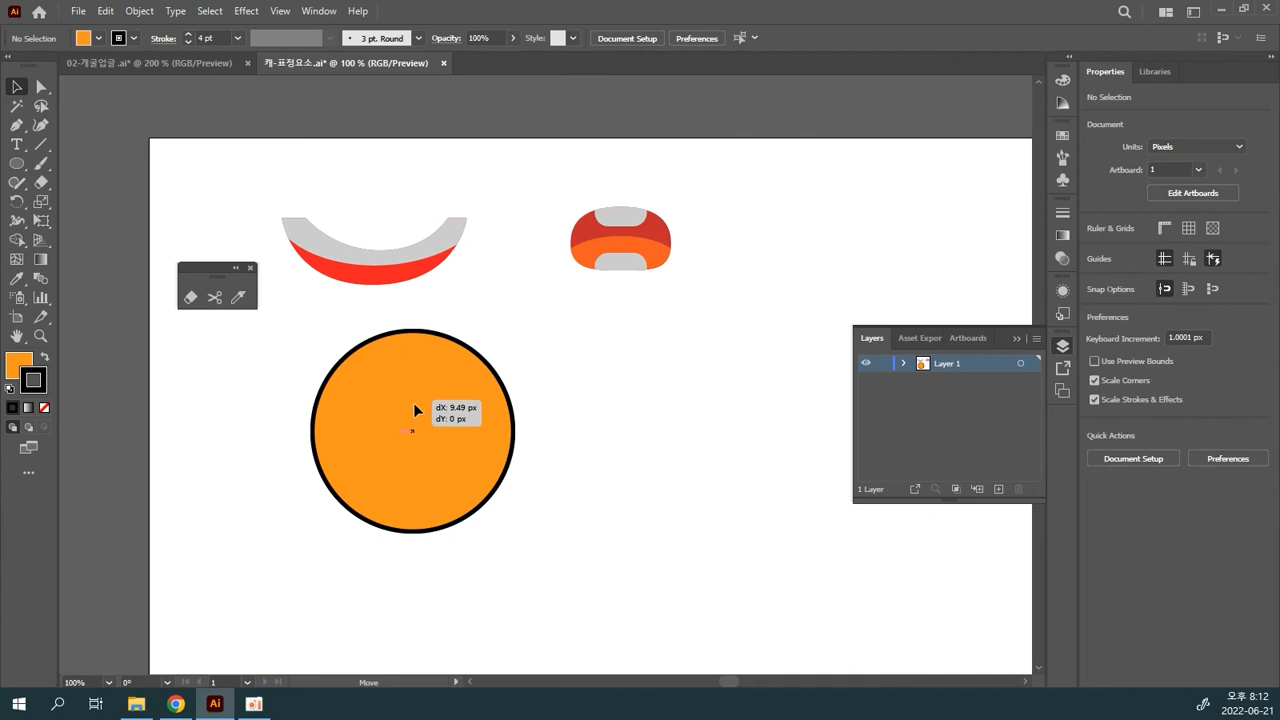 Ai File Edit Object Type Select Effect View Window Help
No Selection Stroke: 4 pt 3 pt. Round Opacity: 100% Style: Document Setup Preferences
02-개굴업글.ai* @ 200 % (RGB/Preview) × 캐-표정요소.ai* @ 100 % (RGB/Preview) ×
Properties Libraries
No Selection
Document
Units: Pixels
Artboard: 1
Edit Artboards
Ruler & Grids
Guides
Snap Options
Preferences
Keyboard Increment: 1.0001 px
Use Preview Bounds
Scale Corners
Scale Strokes & Effects
Quick Actions
Document Setup Preferences
Layers Asset Expor Artboards
Layer 1
1 Layer
dX: 9.49 px
dY: 0 px
100% 0° 1 Move
Ai
오후 8:12
2022-06-21